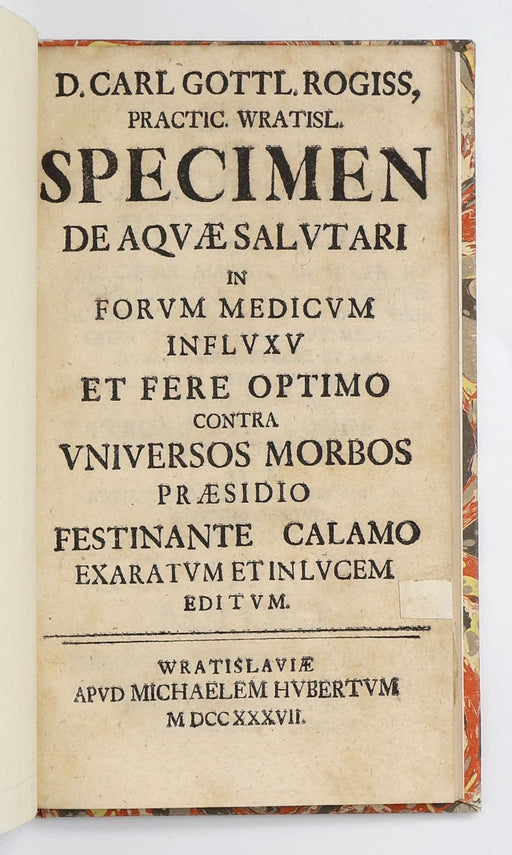 D. CARL GOTTL. ROGISS,
PRACTIC. WRATISL.
SPECIMEN
DE AQVÆ SALVTARI
IN
FORVM MEDICVM
INFLVXV
ET FERE OPTIMO
CONTRA
VNIVERSOS MORBOS
PRÆSIDIO
FESTINANTE CALAMO
EXARATVM ET IN LVCEM
EDITVM.
WRATISLAVIÆ
APVD MICHAELEM HVBERTVM
M DCC XXXVII.